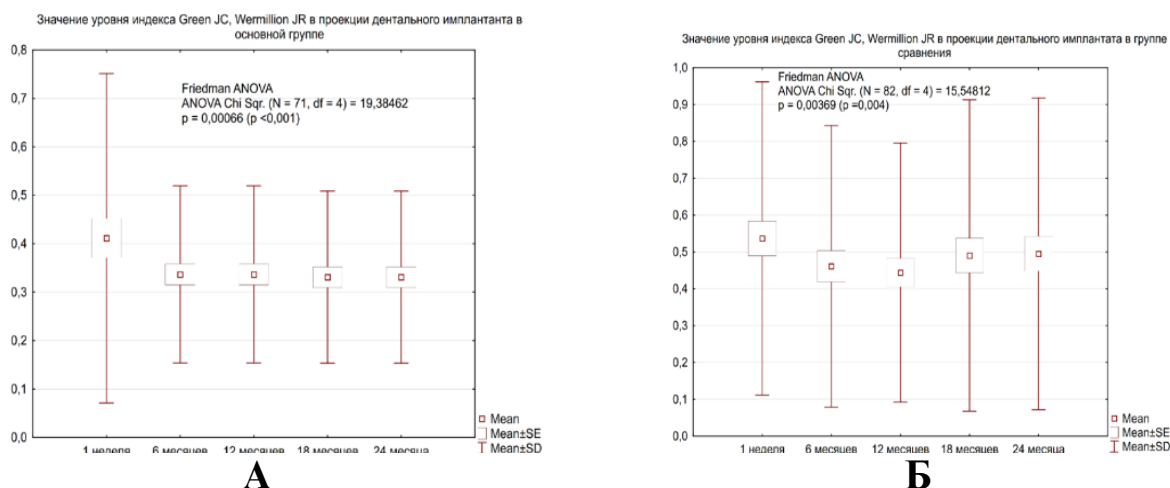 Значение уровня индекса Green JC, Wermillion JR в проекции дентального имплантанта в
основной группе
0,8
0,7
0,6
0,5
0,4
0,3
0,2
0,1
0,0
Friedman ANOVA
ANOVA Chi Sqr. (N = 71, df = 4) = 19,38462
p = 0,00066 (p <0,001)
1 неделя 6 месяцев 12 месяцев 18 месяцев 24 месяца
Mean
Mean±SE
Mean±SD
А
Значение уровня индекса Green JC, Wermillion JR в проекции дентального имплантата в группе
сравнения
1,0
0,9
0,8
0,7
0,6
0,5
0,4
0,3
0,2
0,1
0,0
Friedman ANOVA
ANOVA Chi Sqr. (N = 82, df = 4) = 15,54812
p = 0,00369 (p =0,004)
1 неделя 6 месяцев 12 месяцев 18 месяцев 24 месяца
Mean
Mean±SE
Mean±SD
Б